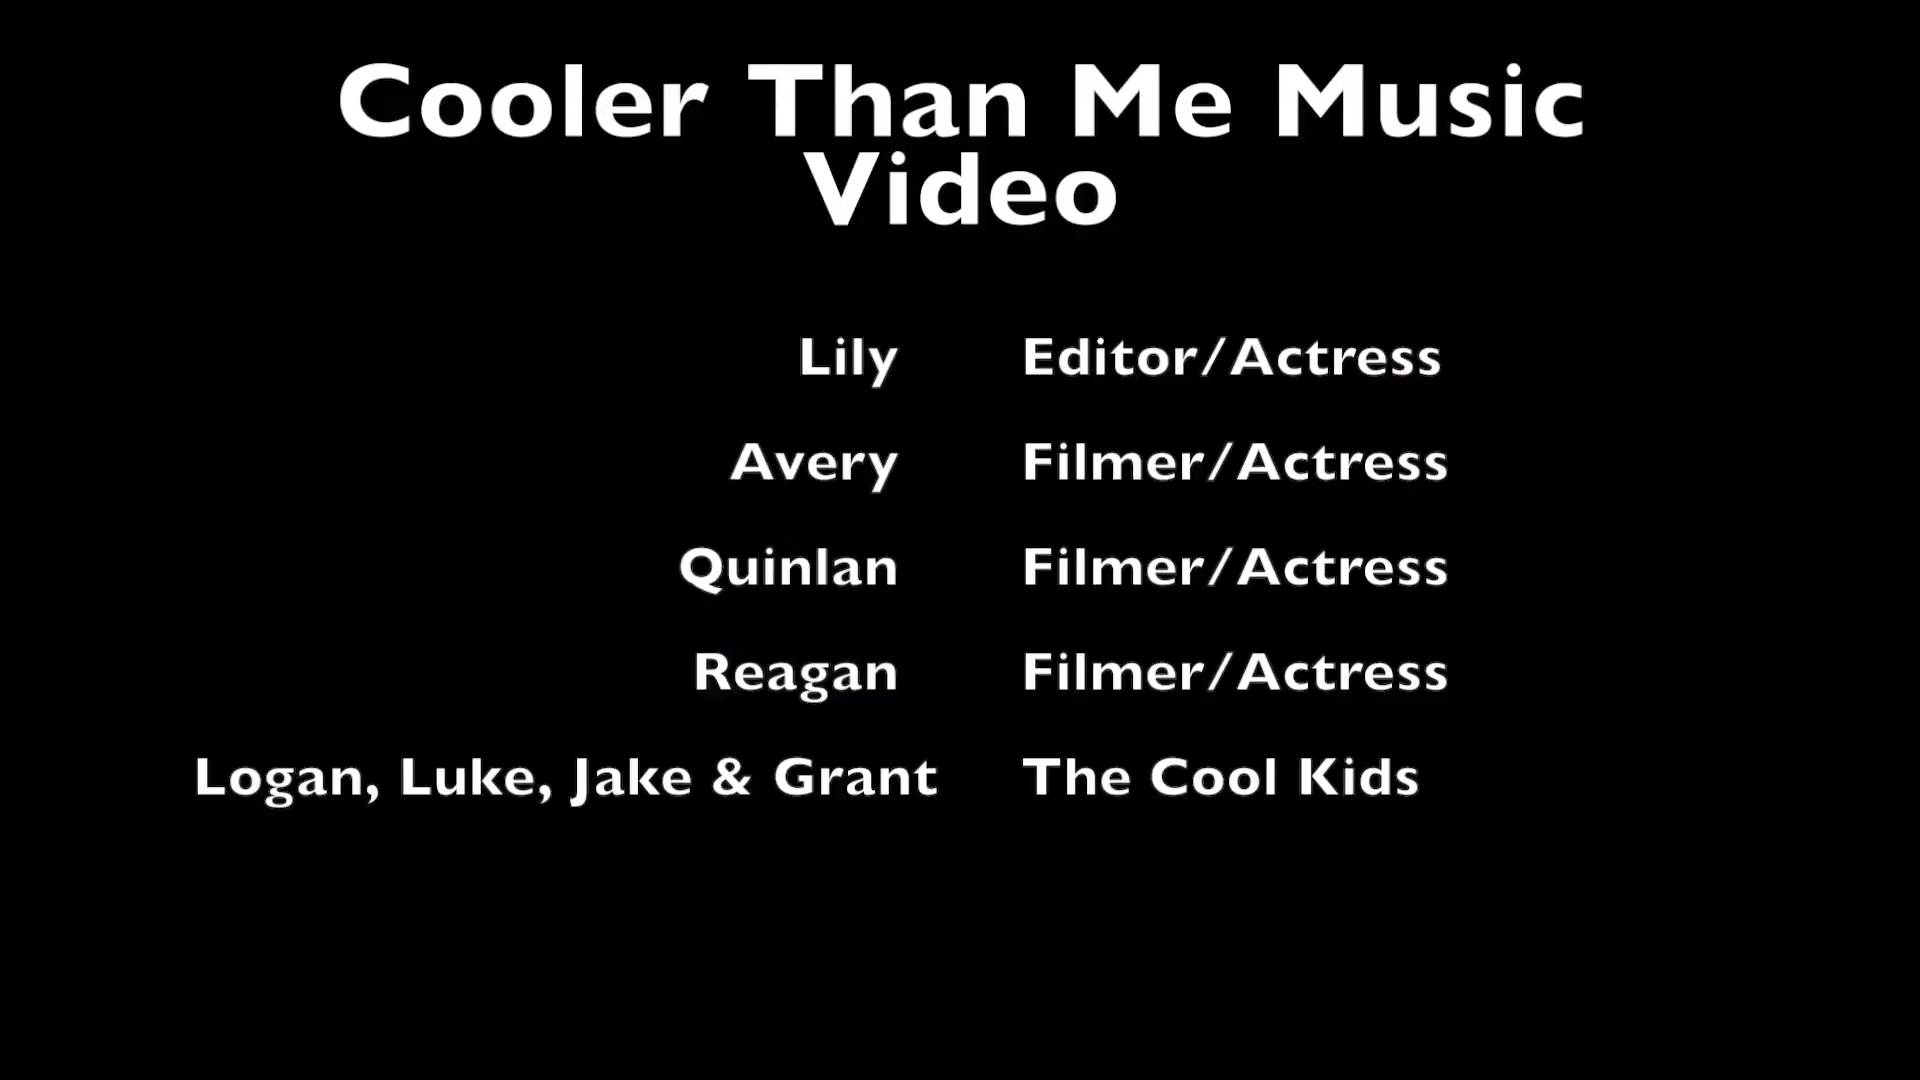 Cooler Than Me Music
Video
Lily Editor/Actress
Avery Filmer/Actress
Quinlan Filmer/Actress
Reagan Filmer/Actress
Logan, Luke, Jake & Grant The Cool Kids